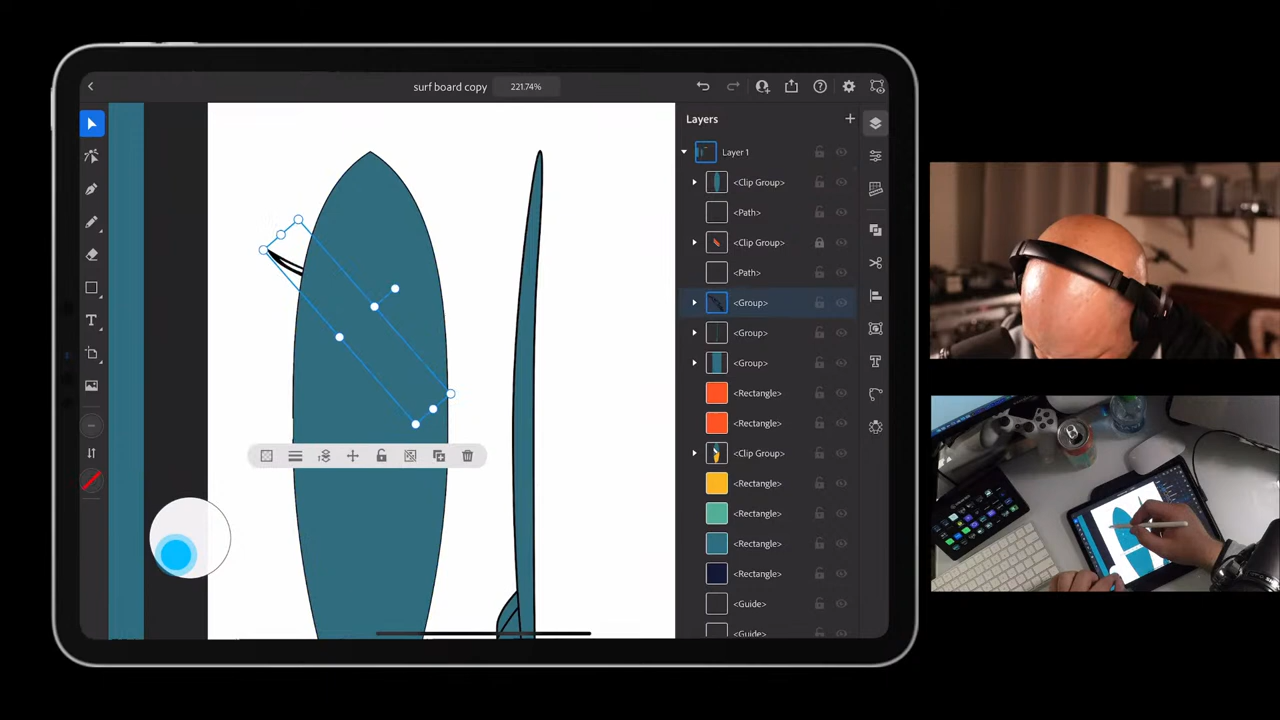 surf board copy
221.74%
Layers
Layer 1
<Clip Group>
<Path>
<Clip Group>
<Path>
<Group>
<Group>
<Group>
<Rectangle>
<Rectangle>
<Clip Group>
<Rectangle>
<Rectangle>
<Rectangle>
<Rectangle>
<Guide>
<Guide>